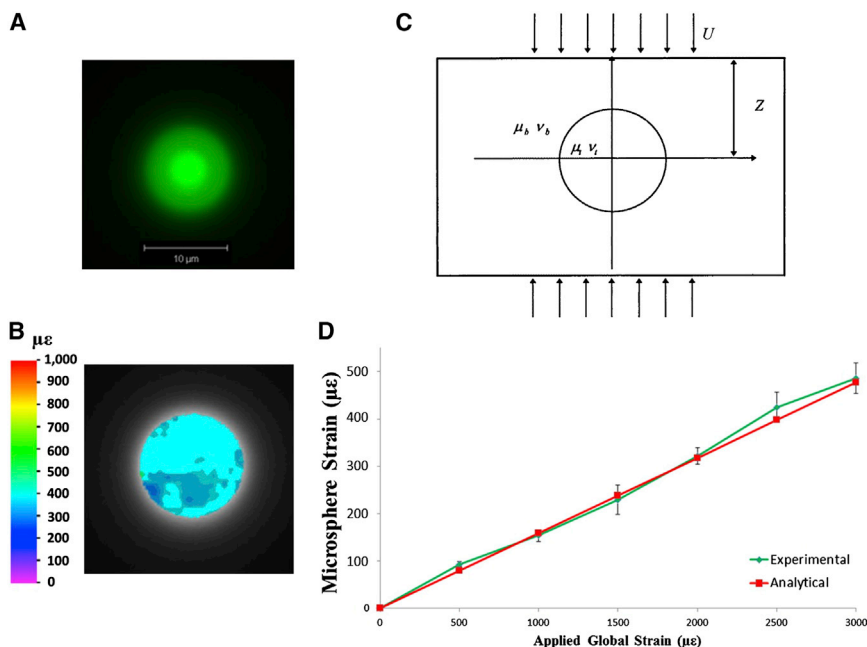 A
10 μm
B
με
1,000
900
800
700
600
500
400
300
200
100
0
C
U
Z
μb νb
μi νi
D
Microsphere Strain (με)
500
400
300
200
100
0
0 500 1000 1500 2000 2500 3000
Applied Global Strain (με)
Experimental
Analytical